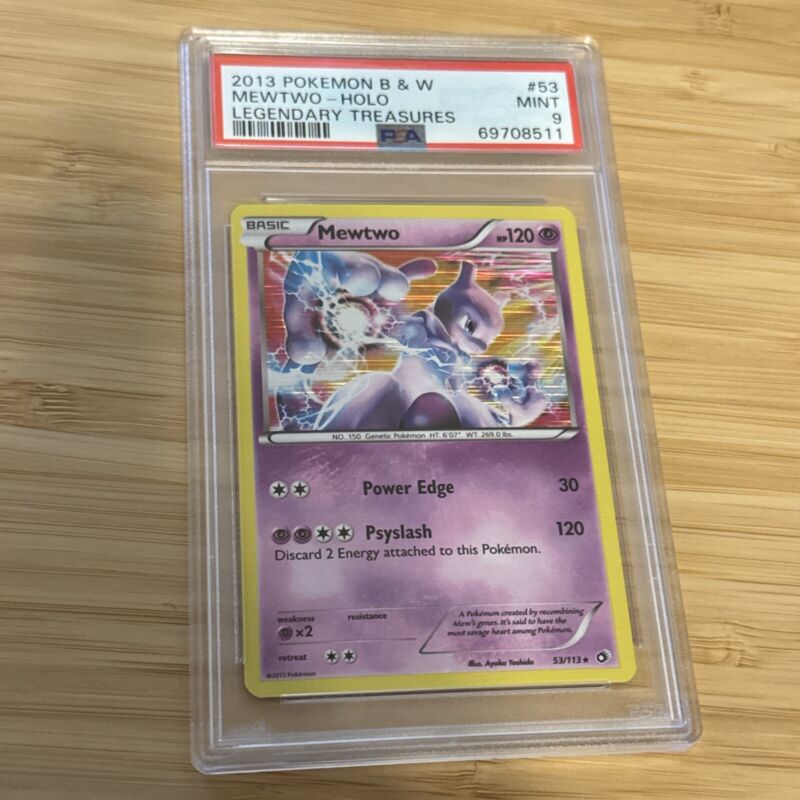 2013 POKEMON B & W #53
MEWTWO - HOLO MINT
LEGENDARY TREASURES 9
PSA 69708511
BASIC Mewtwo HP120
NO. 150 Genetic Pokémon HT. 6'07" WT. 269.0 lbs.
Power Edge 30
Psyslash 120
Discard 2 Energy attached to this Pokémon.
weakness resistance
×2
A Pokémon created by recombining
Mew's genes. It's said to have the
most savage heart among Pokémon.
retreat
Illus. Ayaka Yoshida 53/113★
©2013 Pokémon